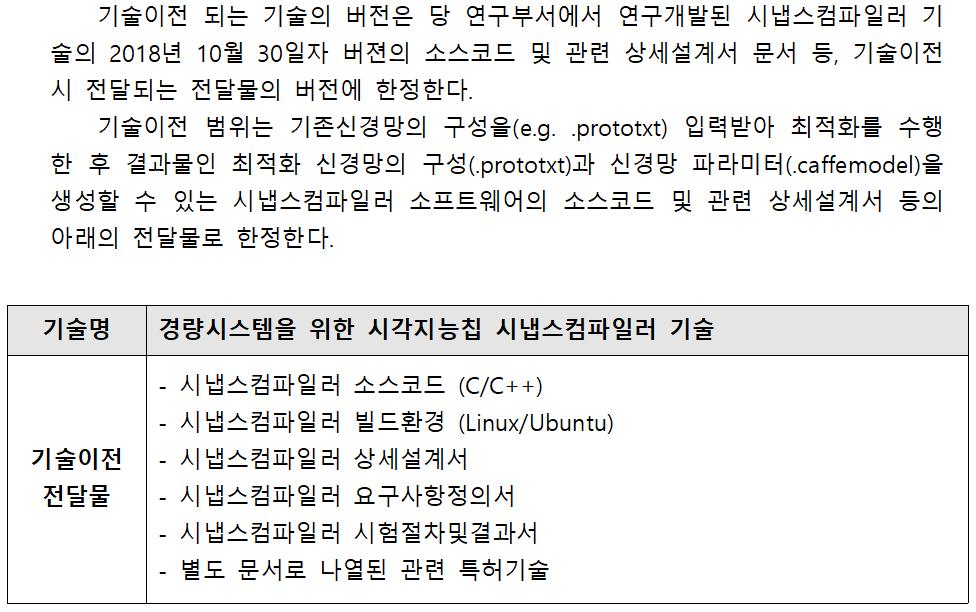 기술이전 되는 기술의 버전은 당 연구부서에서 연구개발된 시냅스컴파일러 기
술의 2018년 10월 30일자 버젼의 소스코드 및 관련 상세설계서 문서 등, 기술이전
시 전달되는 전달물의 버전에 한정한다.
기술이전 범위는 기존신경망의 구성을(e.g. .prototxt) 입력받아 최적화를 수행
한 후 결과물인 최적화 신경망의 구성(.prototxt)과 신경망 파라미터(.caffemodel)을
생성할 수 있는 시냅스컴파일러 소프트웨어의 소스코드 및 관련 상세설계서 등의
아래의 전달물로 한정한다.
기술명 경량시스템을 위한 시각지능칩 시냅스컴파일러 기술
기술이전
전달물
- 시냅스컴파일러 소스코드 (C/C++)
- 시냅스컴파일러 빌드환경 (Linux/Ubuntu)
- 시냅스컴파일러 상세설계서
- 시냅스컴파일러 요구사항정의서
- 시냅스컴파일러 시험절차및결과서
- 별도 문서로 나열된 관련 특허기술